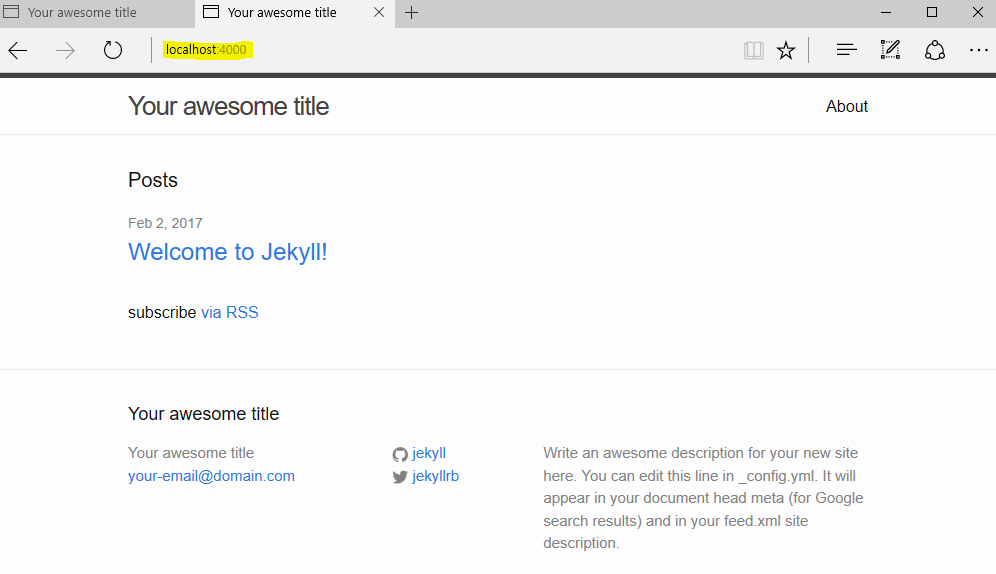 Your awesome title
Your awesome title
localhost:4000
Your awesome title
About
Posts
Feb 2, 2017
Welcome to Jekyll!
subscribe via RSS
Your awesome title
Your awesome title
your-email@domain.com
jekyll
jekyllrb
Write an awesome description for your new site
here. You can edit this line in _config.yml. It will
appear in your document head meta (for Google
search results) and in your feed.xml site
description.